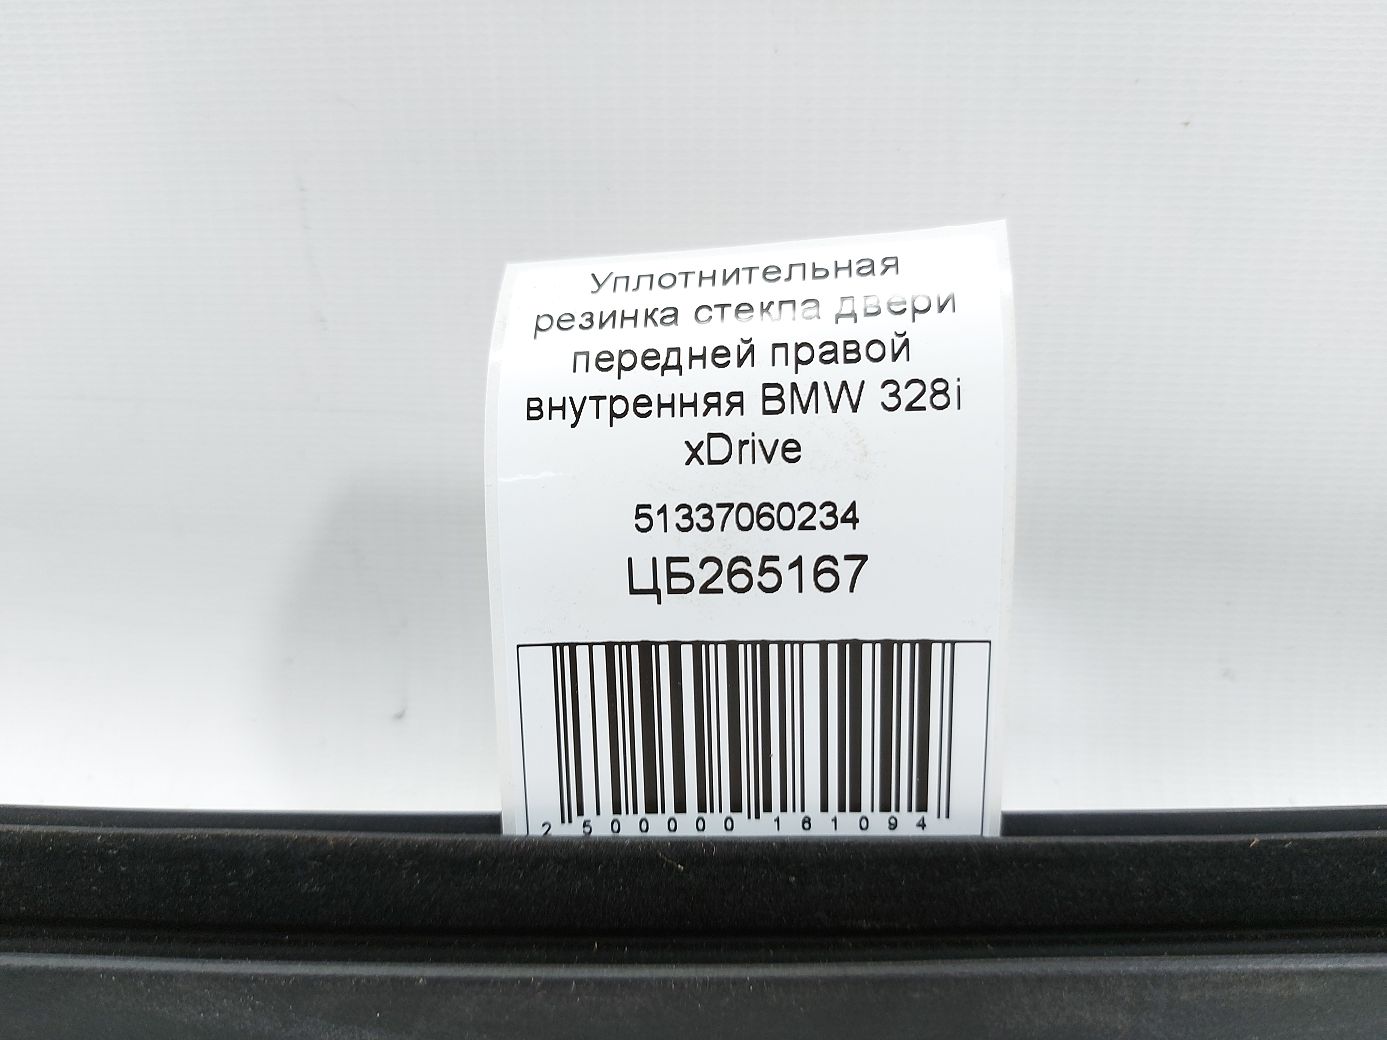 Уплотнительная
резинка стекла двери
передней правой
внутренняя BMW 328i
xDrive
51337060234
ЦБ265167
2 500000 161094